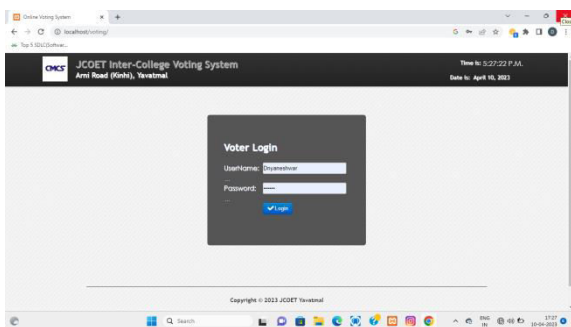 Online Voting System
localhost/voting/
Top 5 SDLC(Softwar...
Clos
CMCS
JCOET Inter-College Voting System
Arni Road (Kinhi), Yavatmal
Time is: 5:27:22 P.M.
Date is: April 10, 2023
Voter Login
UserName: Dnyaneshwar
...
Password: ······
...
Login
Copyright © 2023 JCOET Yavatmal
Search
ENG
IN
17:27
10-04-2023